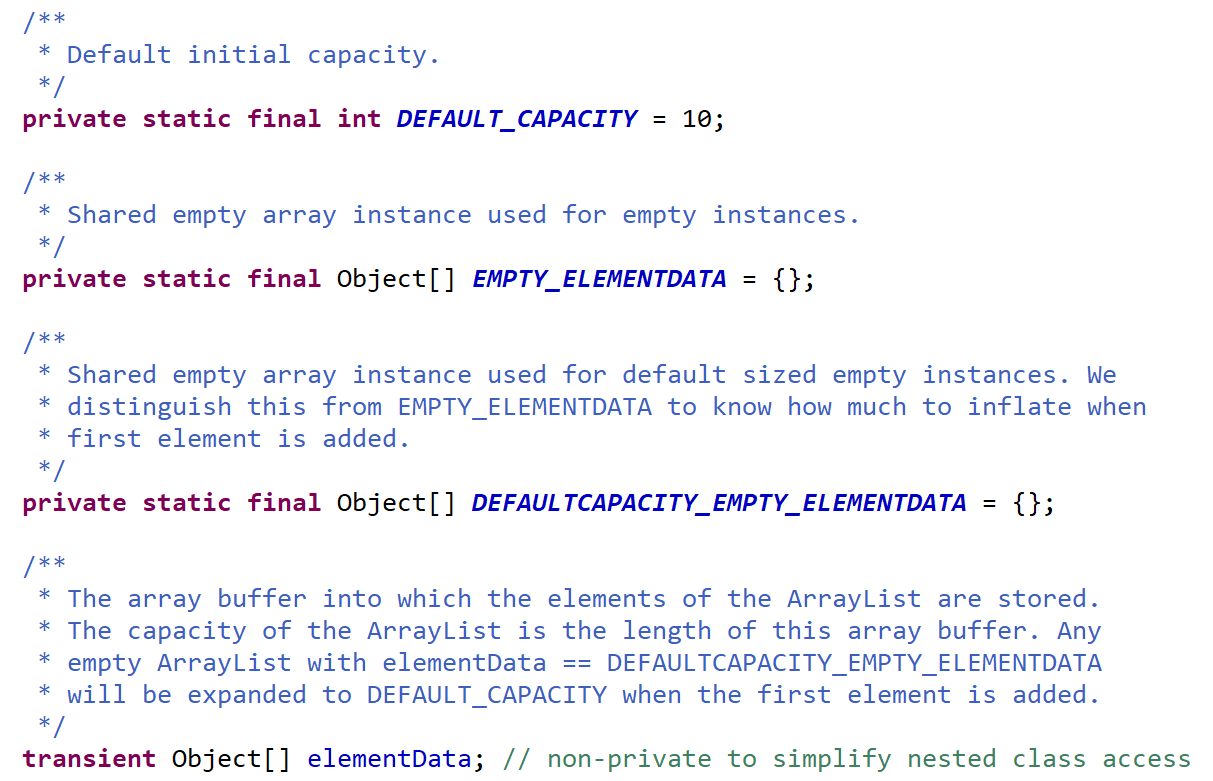 /**
 * Default initial capacity.
 */
private static final int DEFAULT_CAPACITY = 10;

/**
 * Shared empty array instance used for empty instances.
 */
private static final Object[] EMPTY_ELEMENTDATA = {};

/**
 * Shared empty array instance used for default sized empty instances. We
 * distinguish this from EMPTY_ELEMENTDATA to know how much to inflate when
 * first element is added.
 */
private static final Object[] DEFAULTCAPACITY_EMPTY_ELEMENTDATA = {};

/**
 * The array buffer into which the elements of the ArrayList are stored.
 * The capacity of the ArrayList is the length of this array buffer. Any
 * empty ArrayList with elementData == DEFAULTCAPACITY_EMPTY_ELEMENTDATA
 * will be expanded to DEFAULT_CAPACITY when the first element is added.
 */
transient Object[] elementData; // non-private to simplify nested class access